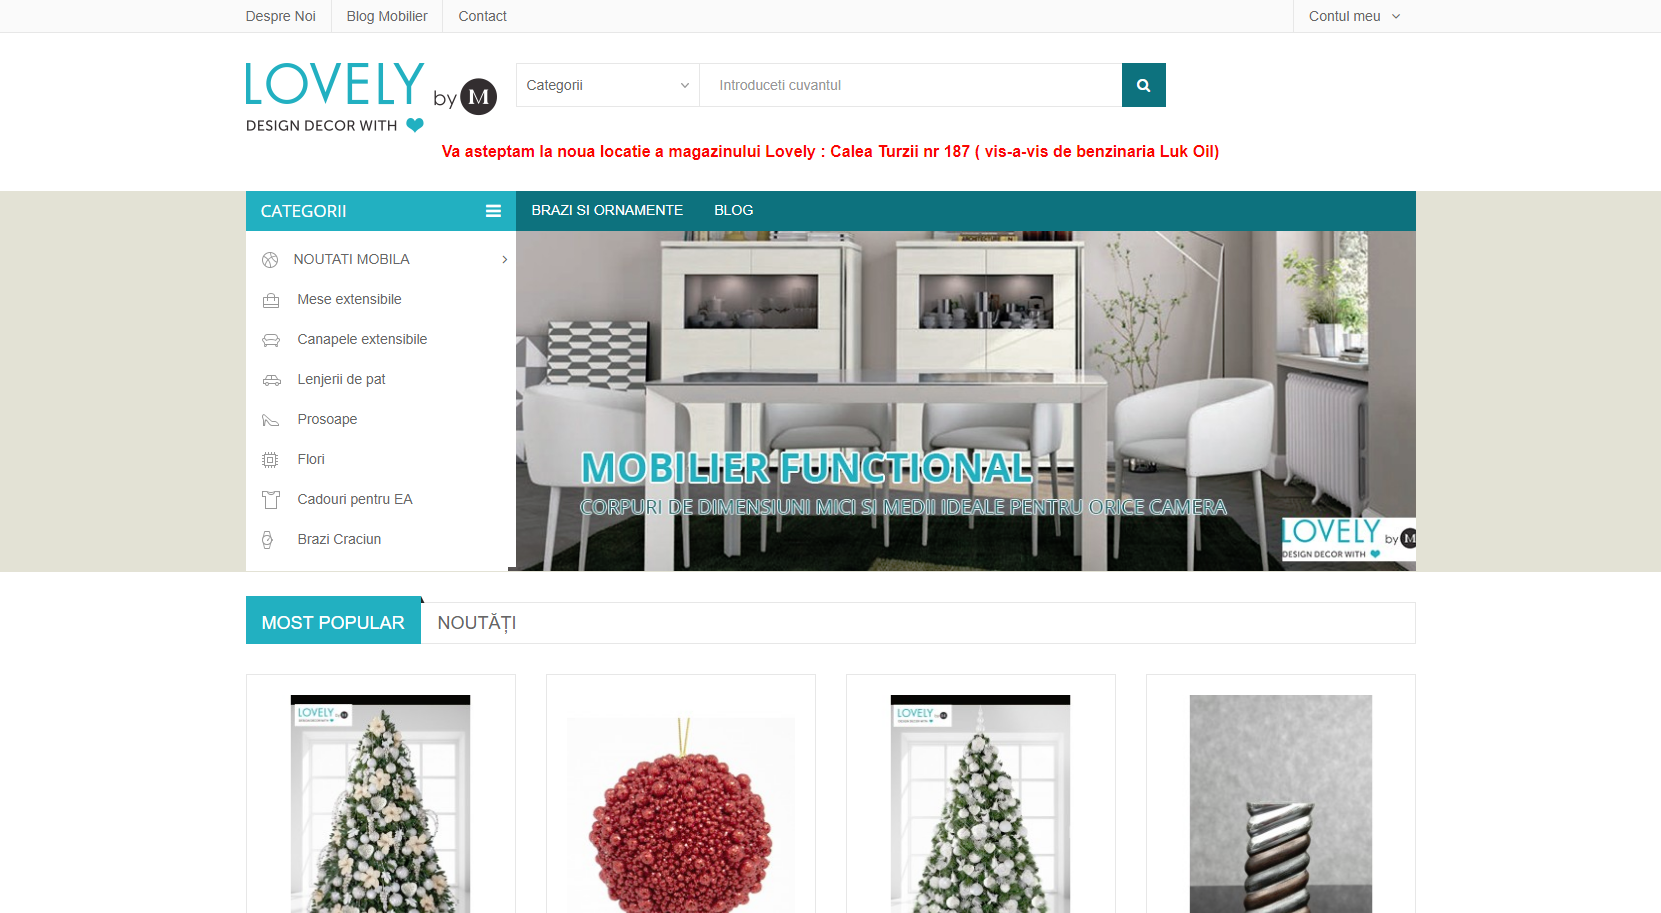 Despre Noi
Blog Mobilier
Contact
Contul meu
LOVELY
by M
DESIGN DECOR WITH
Categorii
Introduceti cuvantul
Va asteptam la noua locatie a magazinului Lovely : Calea Turzii nr 187 ( vis-a-vis de benzinaria Luk Oil)
CATEGORII
BRAZI SI ORNAMENTE
BLOG
NOUTATI MOBILA
Mese extensibile
Canapele extensibile
Lenjerii de pat
Prosoape
Flori
Cadouri pentru EA
Brazi Craciun
MOBILIER FUNCTIONAL
CORPURI DE DIMENSIUNI MICI SI MEDII IDEALE PENTRU ORICE CAMERA
LOVELY
by M
DESIGN DECOR WITH
MOST POPULAR
NOUTĂȚI
LOVELY
LOVELY